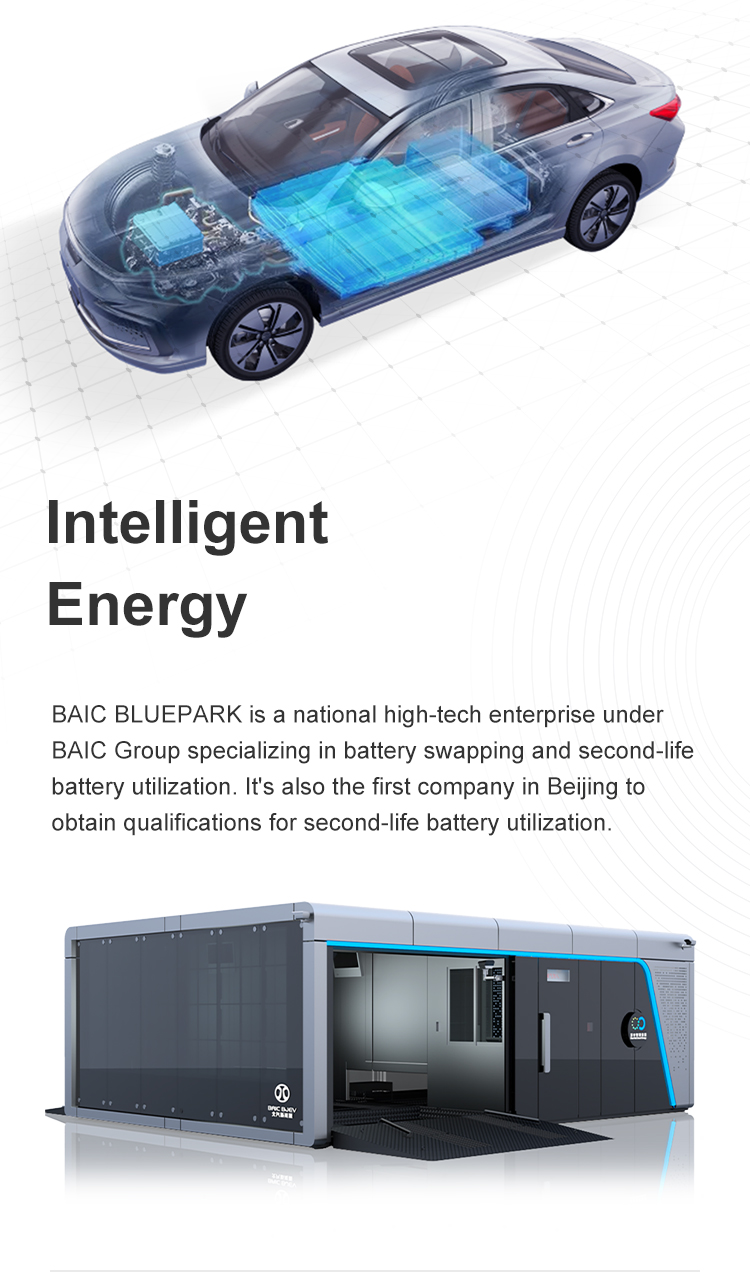 Intelligent
Energy
BAIC BLUEPARK is a national high-tech enterprise under
BAIC Group specializing in battery swapping and second-life
battery utilization. It's also the first company in Beijing to
obtain qualifications for second-life battery utilization.
BAIC BJEV